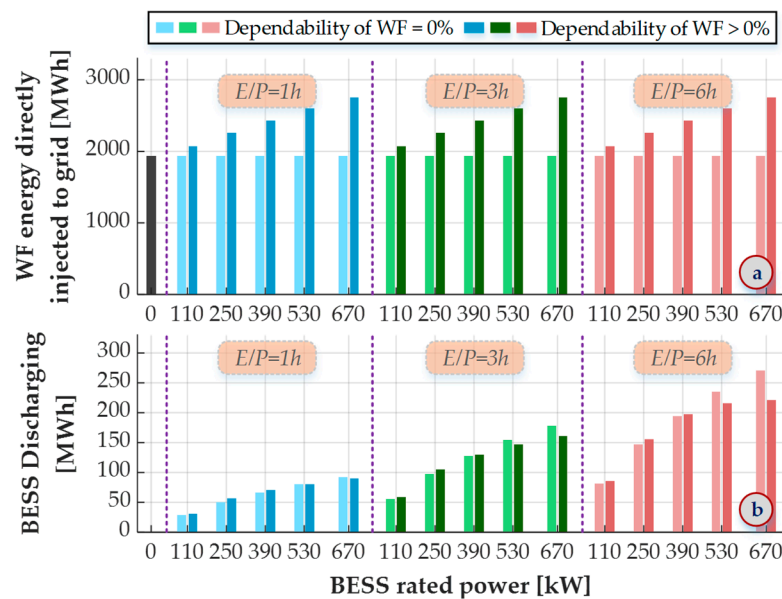 Dependability of WF = 0% Dependability of WF > 0%
WF energy directly
injected to grid [MWh]
3000
2000
1000
0
E/P=1h E/P=3h E/P=6h
a
0 110 250 390 530 670 110 250 390 530 670 110 250 390 530 670
BESS Discharging
[MWh]
300
250
200
150
100
50
0
E/P=1h E/P=3h E/P=6h
b
0 110 250 390 530 670 110 250 390 530 670 110 250 390 530 670
BESS rated power [kW]